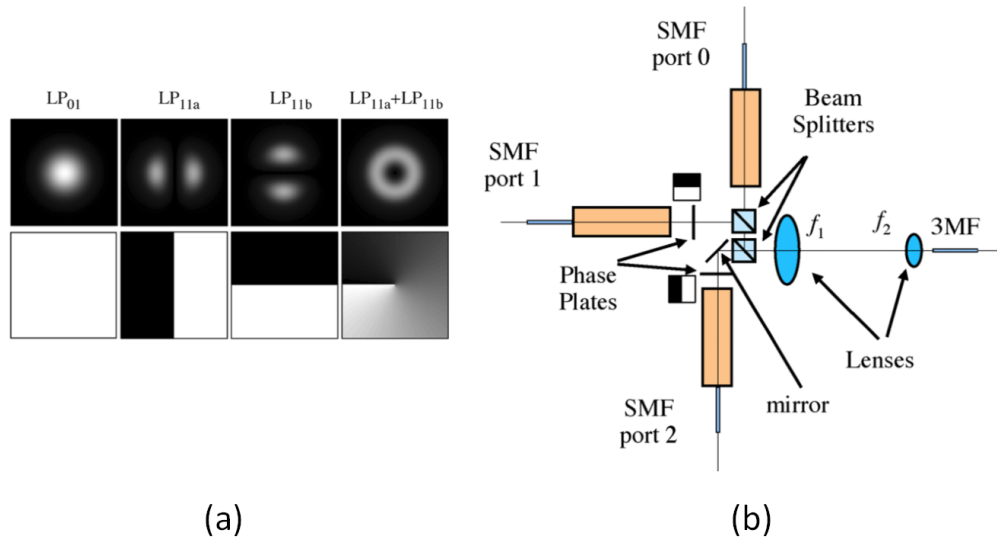 LP01 LP11a LP11b LP11a+LP11b
(a)
SMF
port 0
Beam
Splitters
SMF
port 1
f1
f2
3MF
Phase
Plates
Lenses
mirror
SMF
port 2
(b)